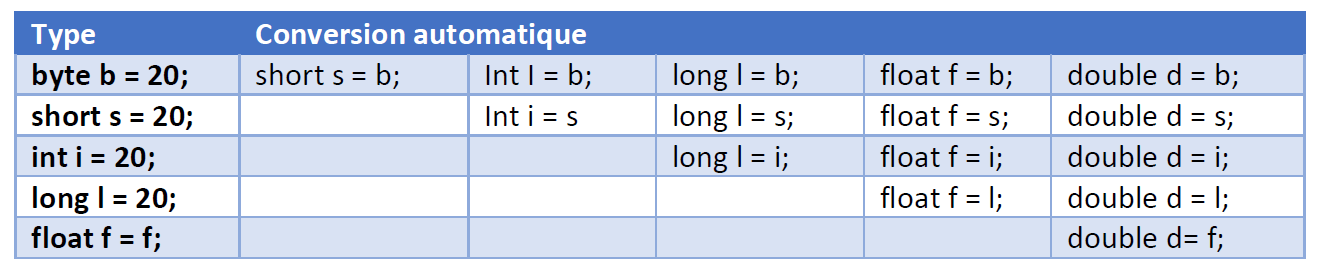 Type Conversion automatique
byte b = 20; short s = b; Int I = b; long l = b; float f = b; double d = b;
short s = 20; Int i = s long l = s; float f = s; double d = s;
int i = 20; long l = i; float f = i; double d = i;
long l = 20; float f = l; double d = l;
float f = f; double d= f;